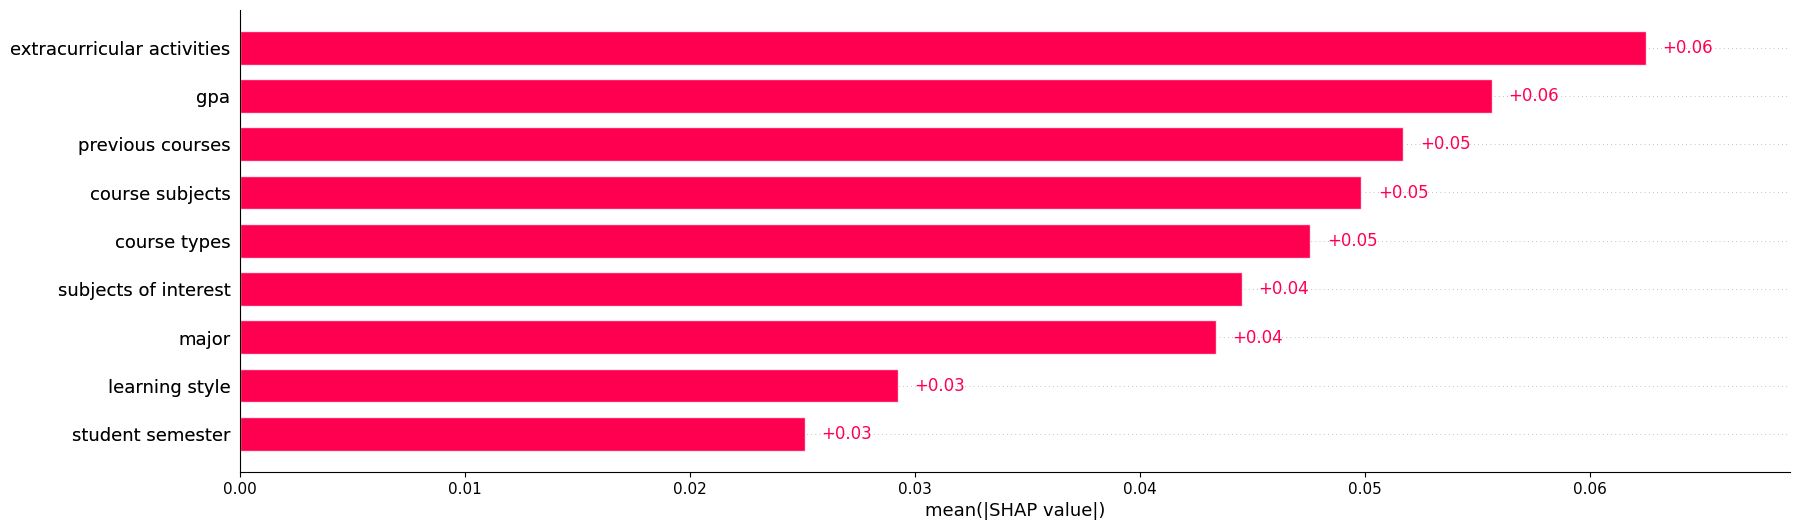 extracurricular activities +0.06
gpa +0.06
previous courses +0.05
course subjects +0.05
course types +0.05
subjects of interest +0.04
major +0.04
learning style +0.03
student semester +0.03
0.00 0.01 0.02 0.03 0.04 0.05 0.06
mean(|SHAP value|)